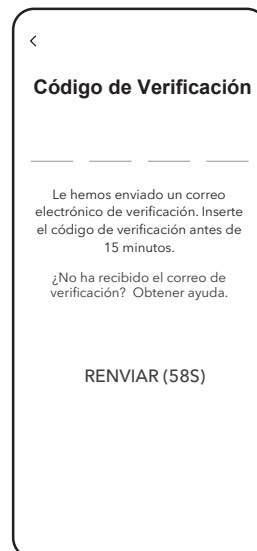 Código de Verificación
Le hemos enviado un correo
electrónico de verificación. Inserte
el código de verificación antes de
15 minutos.
¿No ha recibido el correo de
verificación? Obtener ayuda.
RENVIAR (58S)